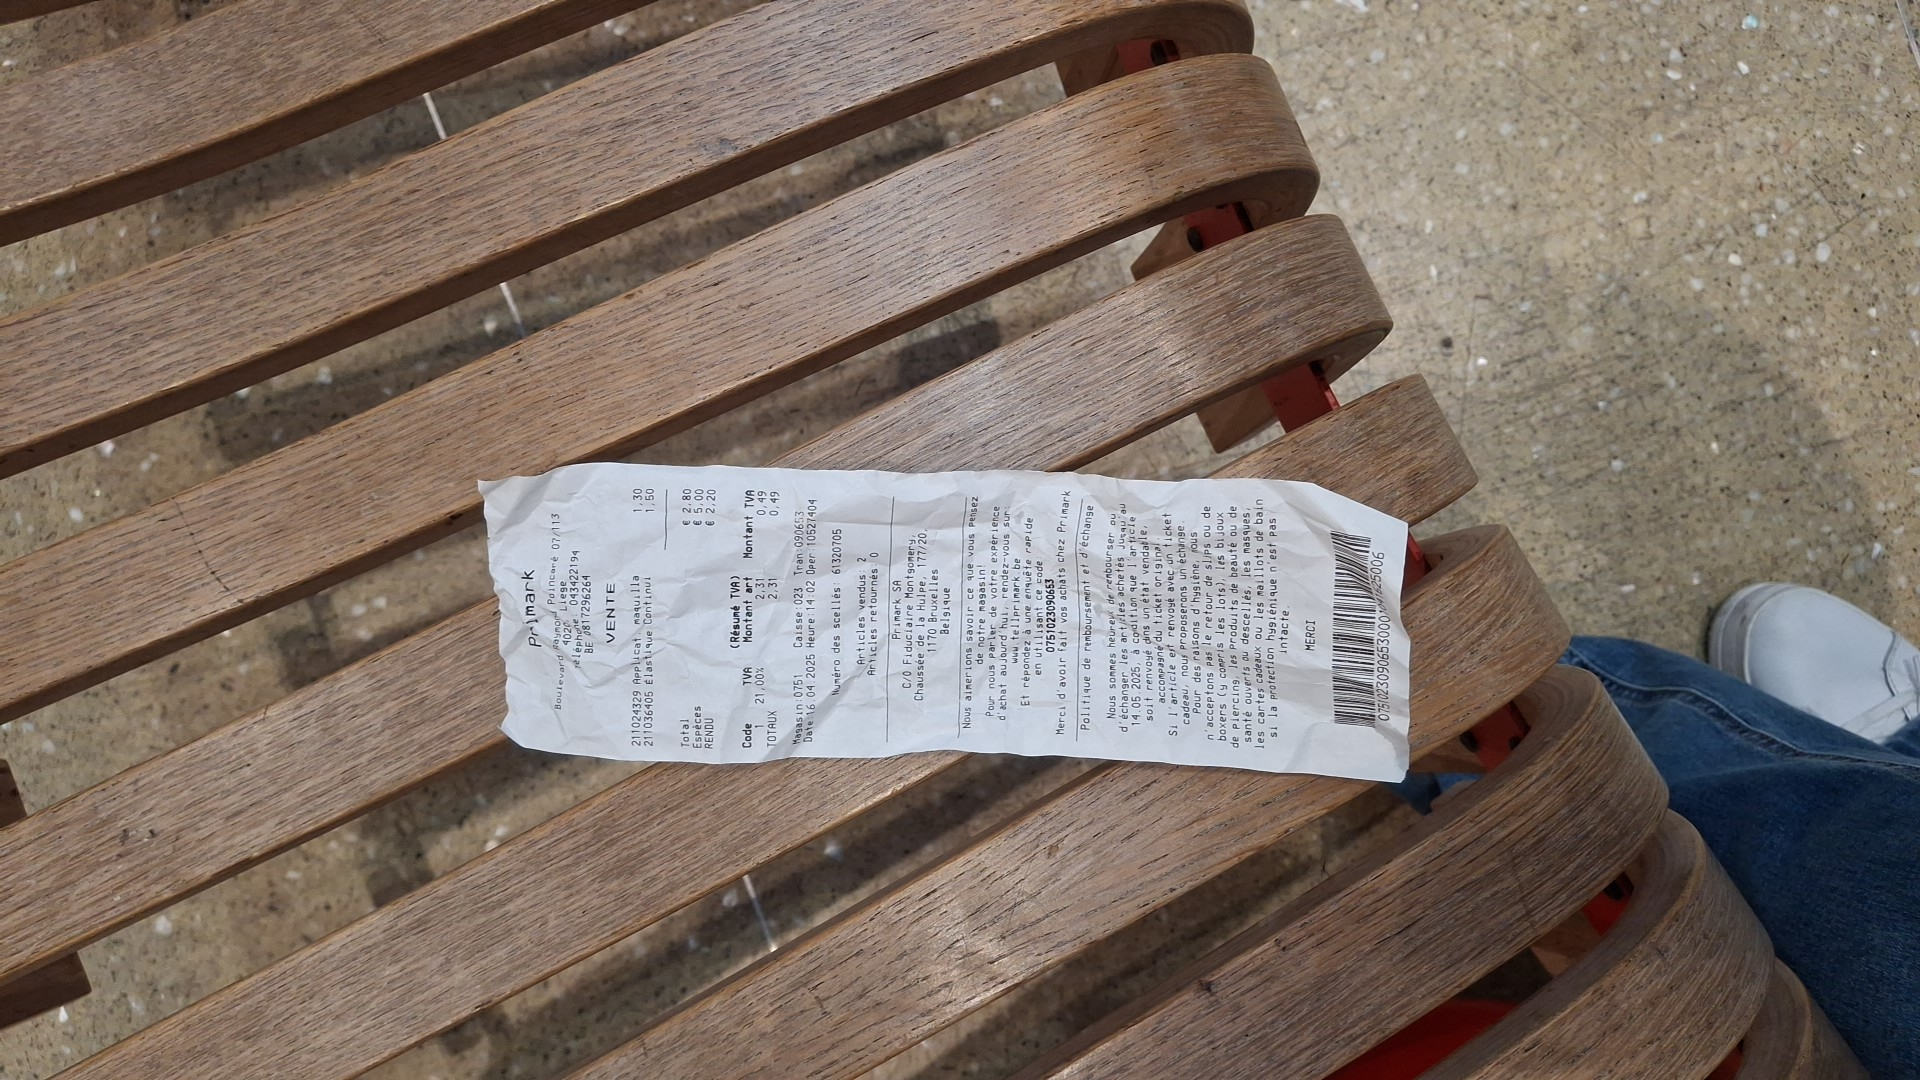 PRIMARK
Boulevard Raymond Poincaré 07/113
4020 Liege
Téléphone 043422194
BE 0817296264
VENTE
211024329 Applicat. maquilla 1,30
211036405 Élastique Continui 1,50
Total € 2,80
Espèces € 5,00
RENDU € 2,20
(Résumé TVA)
Code TVA Montant art Montant TVA
1 21,00% 2,31 0,49
TOTAUX 2,31 0,49
Magasin:0751 Caisse:023 Tran:090653
Date:16.04.2025 Heure:14:02 Oper:10527404
Numéro des scellés: 61320705
Articles vendus: 2
Articles retournés: 0
Primark SA
C/O Fiduciaire Montgomery,
Chaussée de la Hulpe, 177/20,
1170 Bruxelles
Belgique
Nous aimerions savoir ce que vous pensez
de notre magasin!
Pour nous parler de votre expérience
d'achat aujourd'hui, rendez-vous sur
www.tellprimark.be
Et répondez à une enquête rapide
en utilisant ce code
0751023090653
Merci d'avoir fait vos achats chez Primark
Politique de remboursement et d'échange
Nous sommes heureux de rembourser ou
d'échanger les articles achetés jusqu'au
14.05.2025, à condition que l'article
soit renvoyé dans un état vendable,
accompagné du ticket original.
Si l'article est renvoyé avec un ticket
cadeau, nous proposerons un échange.
Pour des raisons d'hygiène, nous
n'acceptons pas le retour de slips ou de
boxers (y compris les lots), les bijoux
de piercing, les produits de beauté ou de
santé ouverts ou descellés, les masques,
les cartes cadeaux ou les maillots de bain
si la protection hygiénique n'est pas
intacte.
MERCI